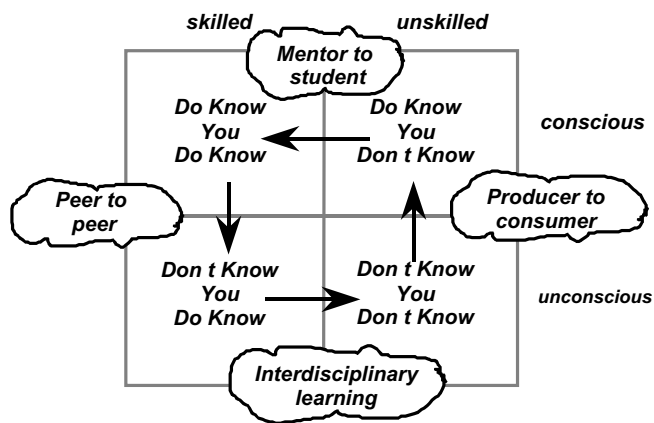 skilled
unskilled
Mentor to
student
Do Know
You
Do Know
Do Know
You
Don t Know
conscious
Peer to
peer
Producer to
consumer
Don t Know
You
Do Know
Don t Know
You
Don t Know
unconscious
Interdisciplinary
learning